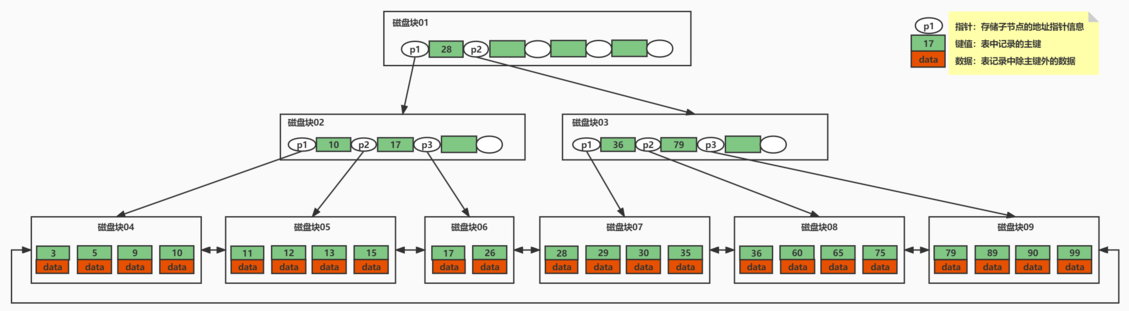 磁盘块01
p1 28 p2
p1 指针：存储子节点的地址指针信息
17 键值：表中记录的主键
data 数据：表记录中除主键外的数据
磁盘块02
p1 10 p2 17 p3
磁盘块03
p1 36 p2 79 p3
磁盘块04
3 5 9 10
data data data data
磁盘块05
11 12 13 15
data data data data
磁盘块06
17 26
data data
磁盘块07
28 29 30 35
data data data data
磁盘块08
36 60 65 75
data data data data
磁盘块09
79 89 90 99
data data data data